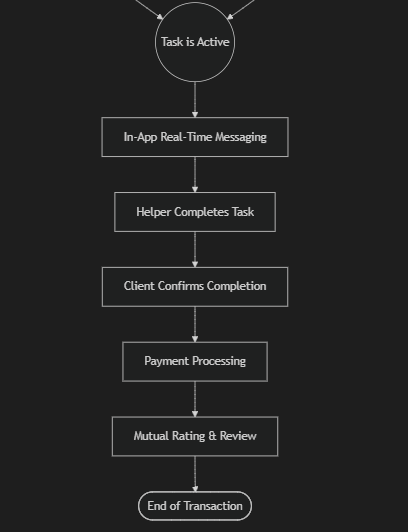 Task is Active
In-App Real-Time Messaging
Helper Completes Task
Client Confirms Completion
Payment Processing
Mutual Rating & Review
End of Transaction